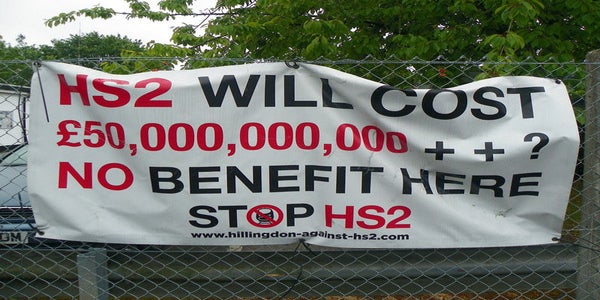 HS2 WILL COST
£50,000,000,000 + + ?
NO BENEFIT HERE
STOP HS2
www.hillingdon-against-hs2.com